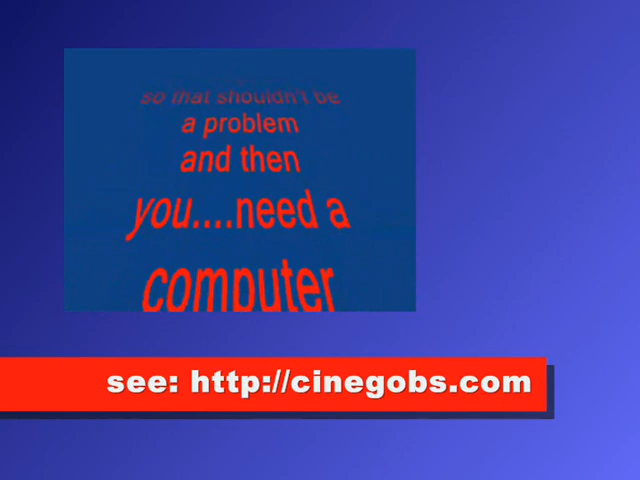 so that shouldn't be
a problem
and then
you....need a
computer
see: http://cinegobs.com